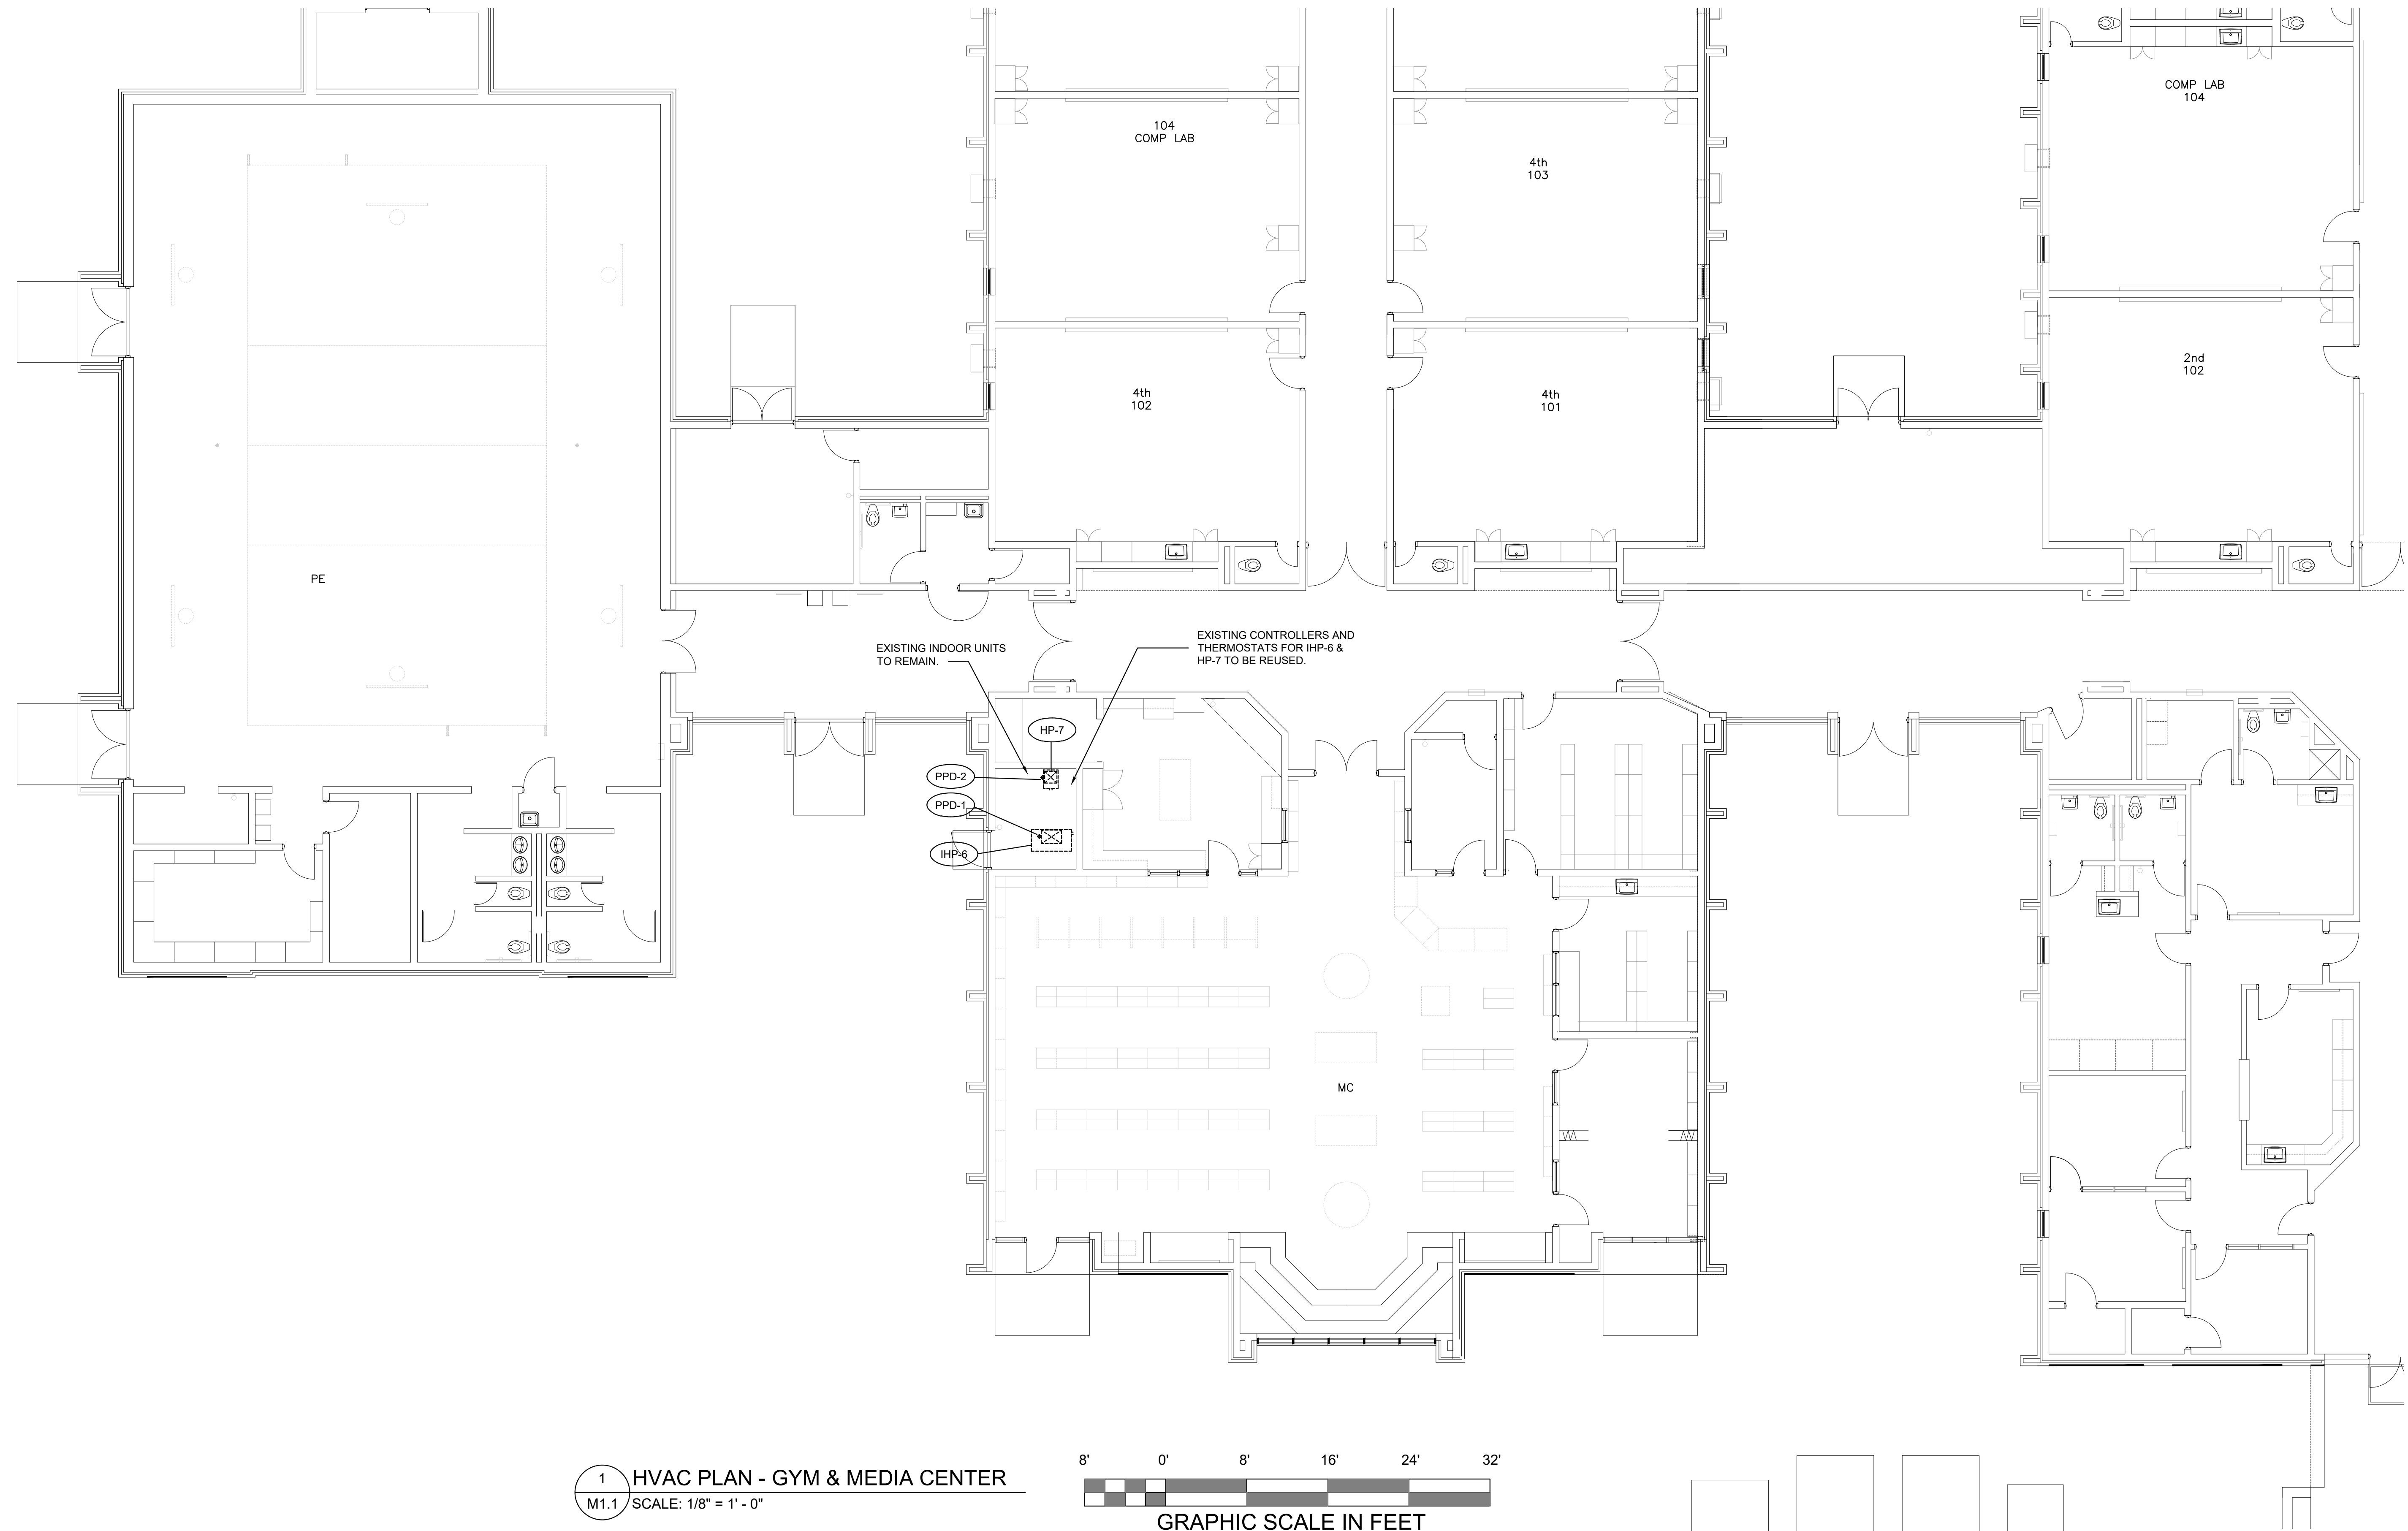 COMP LAB
104
104
COMP LAB
4th
103
4th
102
4th
101
2nd
102
PE
EXISTING INDOOR UNITS
TO REMAIN.
EXISTING CONTROLLERS AND
THERMOSTATS FOR IHP-6 &
HP-7 TO BE REUSED.
HP-7
PPD-2
PPD-1
IHP-6
MC
1
M1.1
HVAC PLAN - GYM & MEDIA CENTER
SCALE: 1/8" = 1' - 0"
8' 0' 8' 16' 24' 32'
GRAPHIC SCALE IN FEET